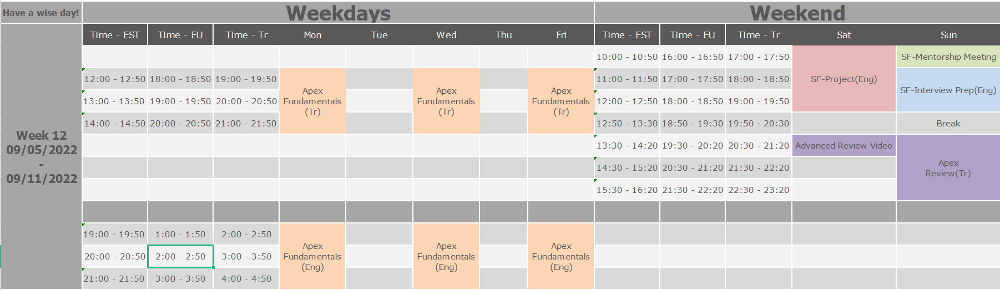 Have a wise day! Weekdays Weekend
Time - EST Time - EU Time - Tr Mon Tue Wed Thu Fri Time - EST Time - EU Time - Tr Sat Sun
10:00 - 10:50 16:00 - 16:50 17:00 - 17:50 SF-Mentorship Meeting
12:00 - 12:50 18:00 - 18:50 19:00 - 19:50 11:00 - 11:50 17:00 - 17:50 18:00 - 18:50 SF-Project(Eng)
Apex Apex Apex SF-Interview Prep(Eng)
13:00 - 13:50 19:00 - 19:50 20:00 - 20:50 Fundamentals Fundamentals Fundamentals 12:00 - 12:50 18:00 - 18:50 19:00 - 19:50
(Tr) (Tr) (Tr)
14:00 - 14:50 20:00 - 20:50 21:00 - 21:50 12:50 - 13:30 18:50 - 19:30 19:50 - 20:30 Break
Week 12
09/05/2022
-
09/11/2022
13:30 - 14:20 19:30 - 20:20 20:30 - 21:20 Advanced Review Video
14:30 - 15:20 20:30 - 21:20 21:30 - 22:20 Apex
Review(Tr)
15:30 - 16:20 21:30 - 22:20 22:30 - 23:20
19:00 - 19:50 1:00 - 1:50 2:00 - 2:50
Apex Apex Apex
20:00 - 20:50 2:00 - 2:50 3:00 - 3:50 Fundamentals Fundamentals Fundamentals
(Eng) (Eng) (Eng)
21:00 - 21:50 3:00 - 3:50 4:00 - 4:50